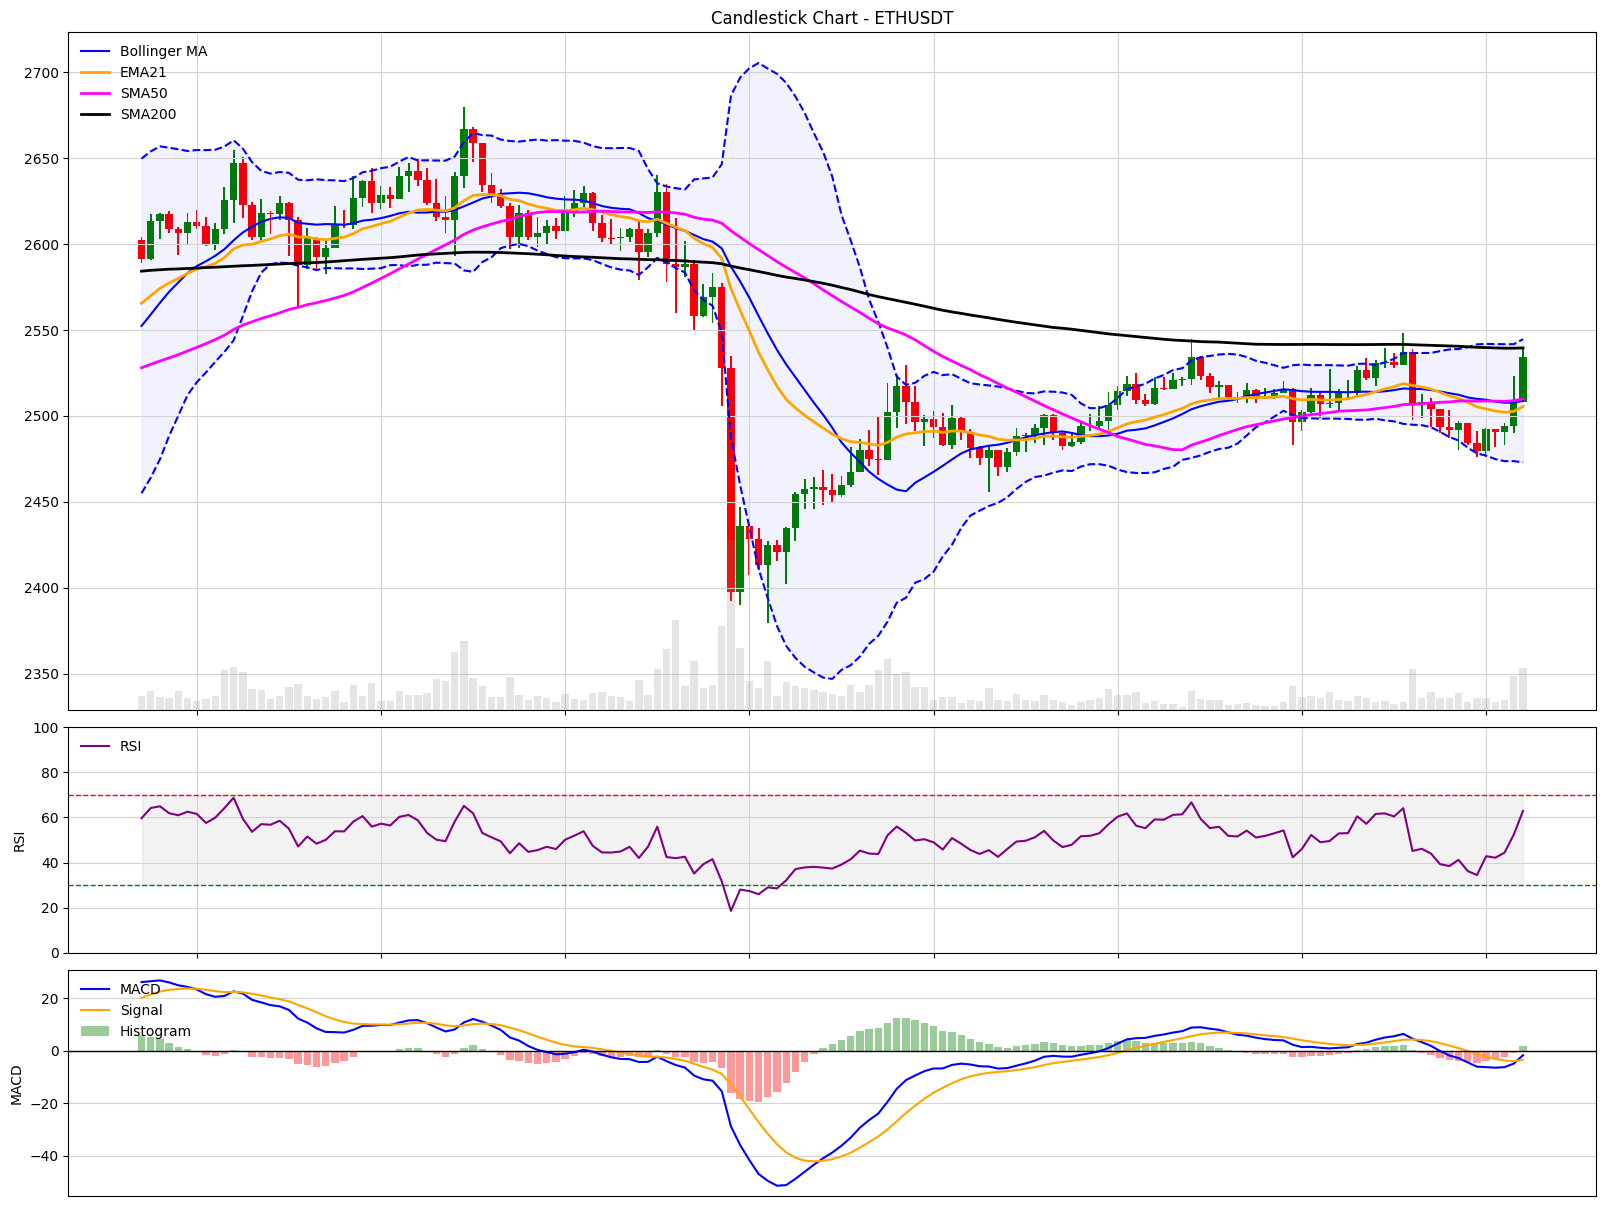 Candlestick Chart - ETHUSDT
Bollinger MA
EMA21
SMA50
SMA200
2700
2650
2600
2550
2500
2450
2400
2350
100
80
60
40
20
0
RSI
RSI
20
0
−20
−40
MACD
MACD
Signal
Histogram